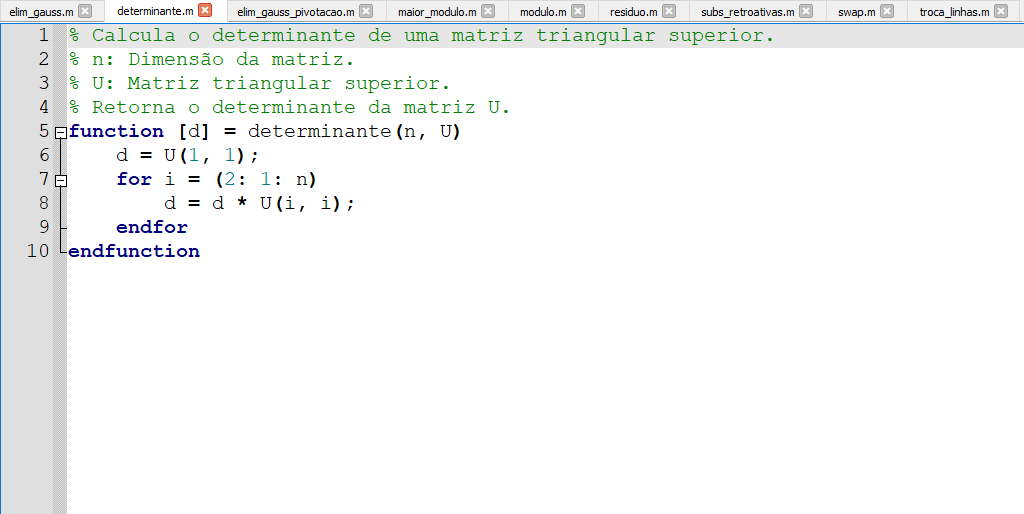 elim_gauss.m determinante.m elim_gauss_pivotacao.m maior_modulo.m modulo.m residuo.m subs_retroativas.m swap.m troca_linhas.m
1 % Calcula o determinante de uma matriz triangular superior.
2 % n: Dimensão da matriz.
3 % U: Matriz triangular superior.
4 % Retorna o determinante da matriz U.
5 function [d] = determinante(n, U)
6     d = U(1, 1);
7     for i = (2: 1: n)
8         d = d * U(i, i);
9     endfor
10 endfunction